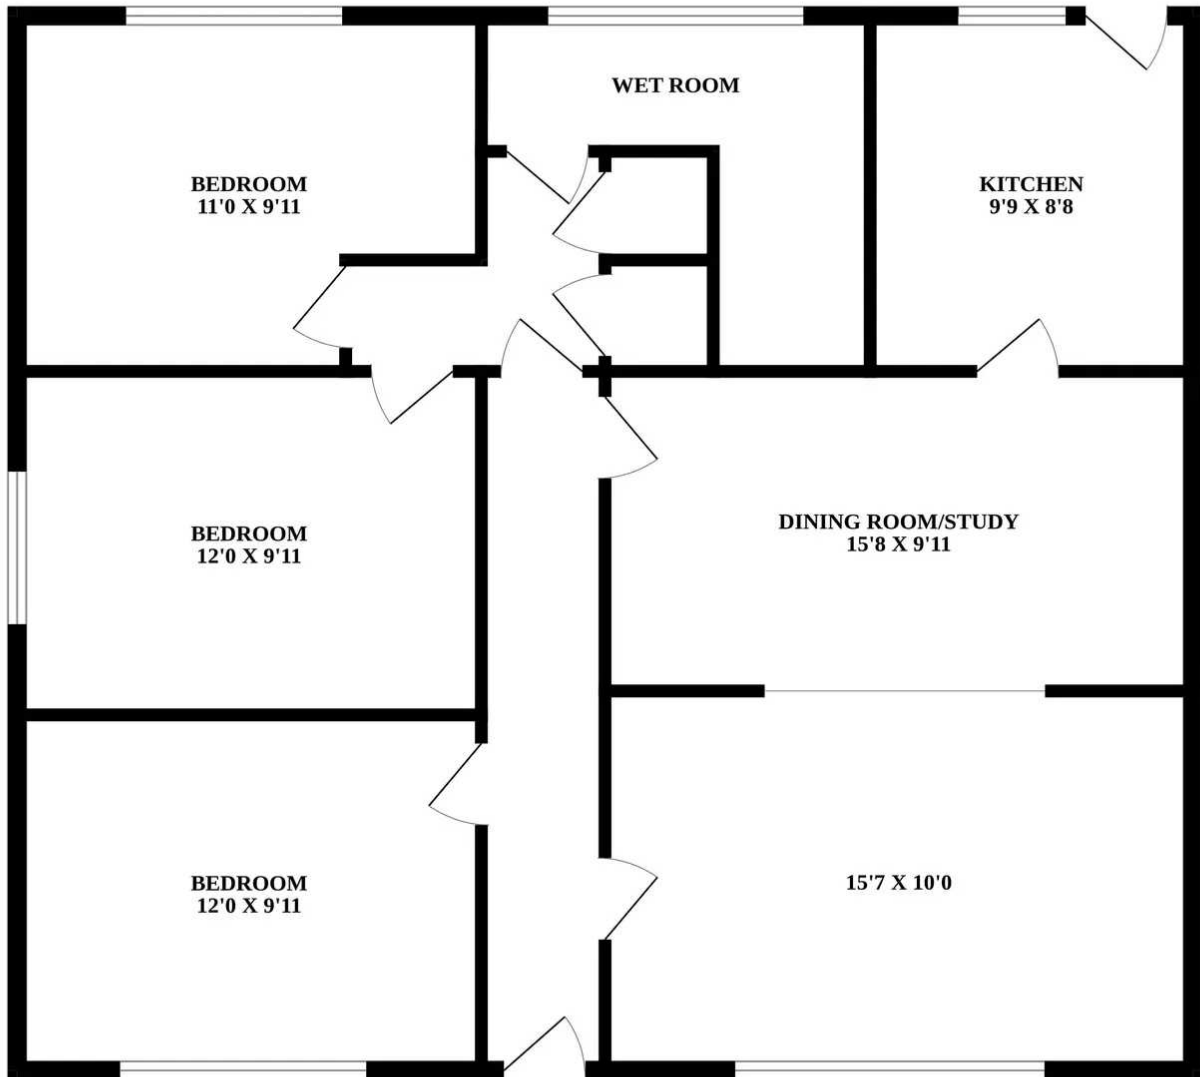 WET ROOM
BEDROOM
11'0 X 9'11
KITCHEN
9'9 X 8'8
BEDROOM
12'0 X 9'11
DINING ROOM/STUDY
15'8 X 9'11
BEDROOM
12'0 X 9'11
15'7 X 10'0